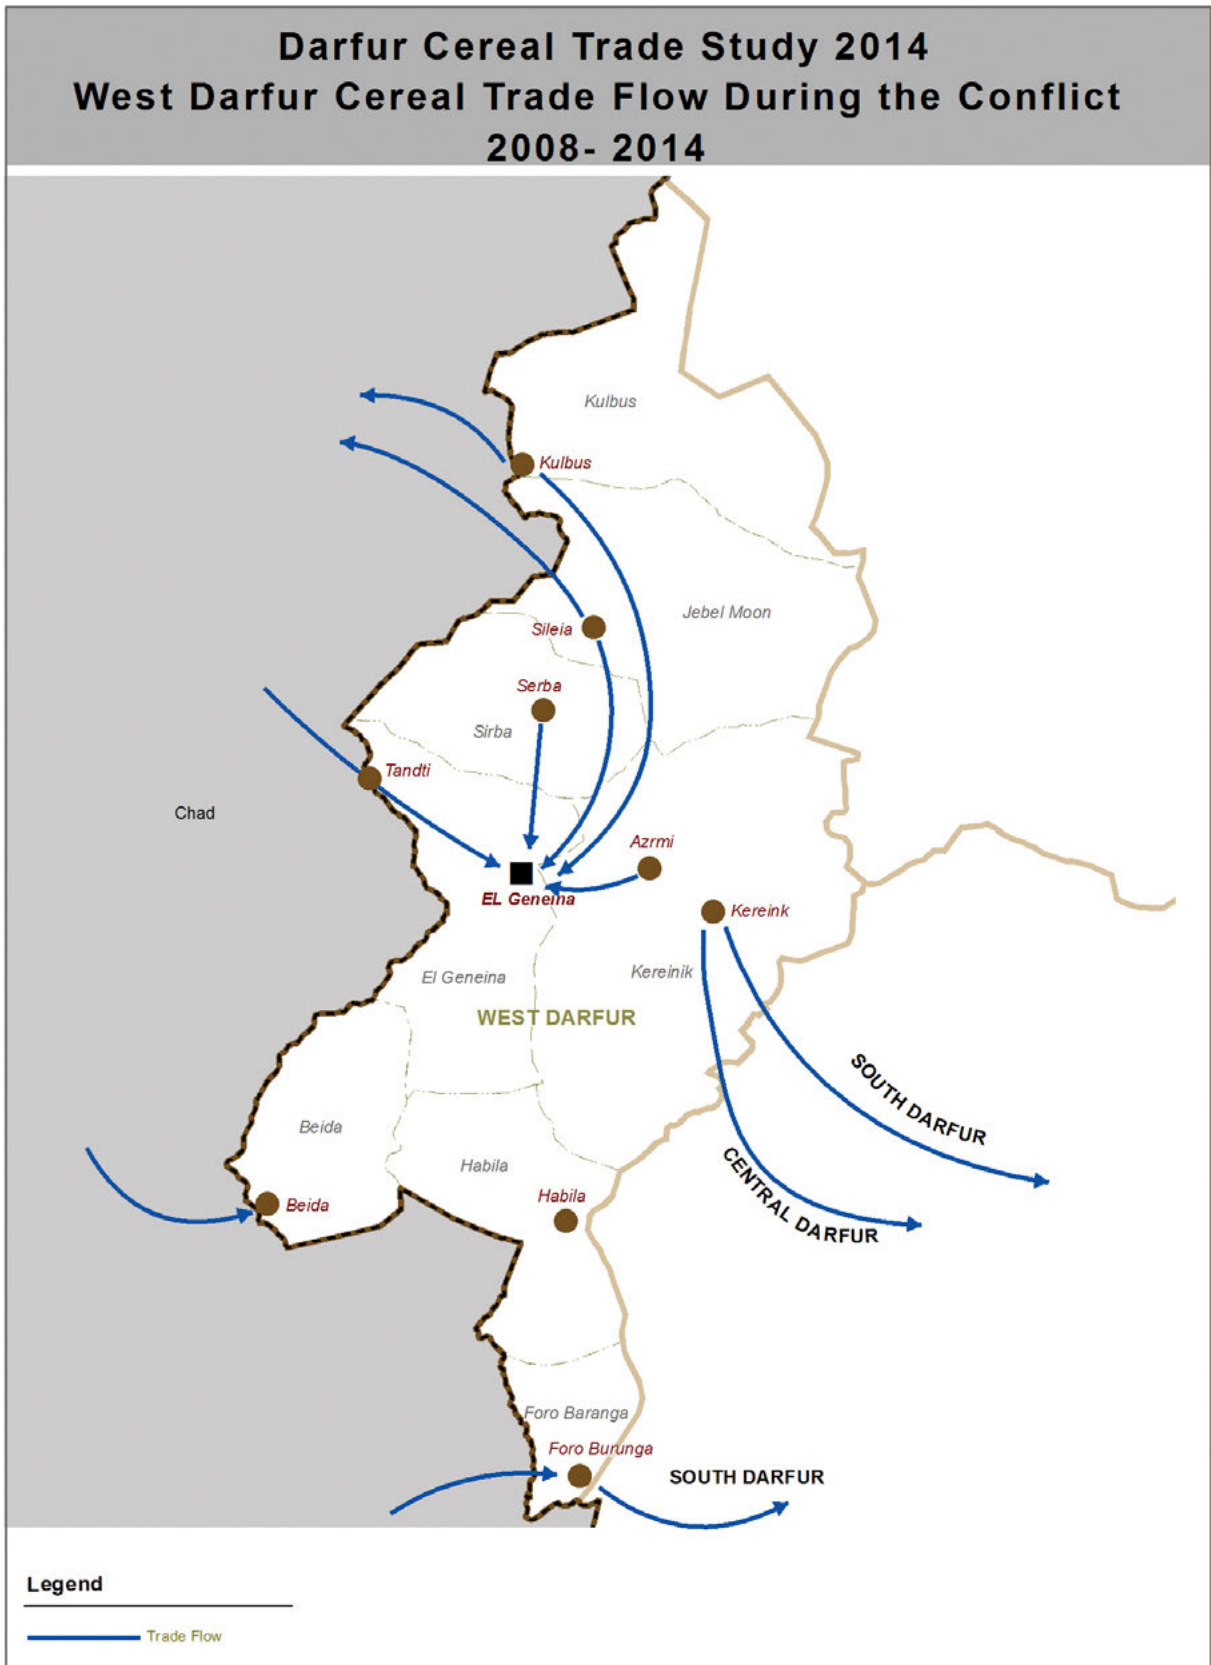 Darfur Cereal Trade Study 2014
West Darfur Cereal Trade Flow During the Conflict
2008- 2014
Kulbus
Kulbus
Jebel Moon
Sileia
Serba
Sirba
Tandti
Chad
Azrmi
EL Geneina
Kereink
El Geneina
Kereinik
WEST DARFUR
SOUTH DARFUR
Beida
Habila
CENTRAL DARFUR
Habila
Beida
Foro Baranga
Foro Burunga
SOUTH DARFUR
Legend
Trade Flow